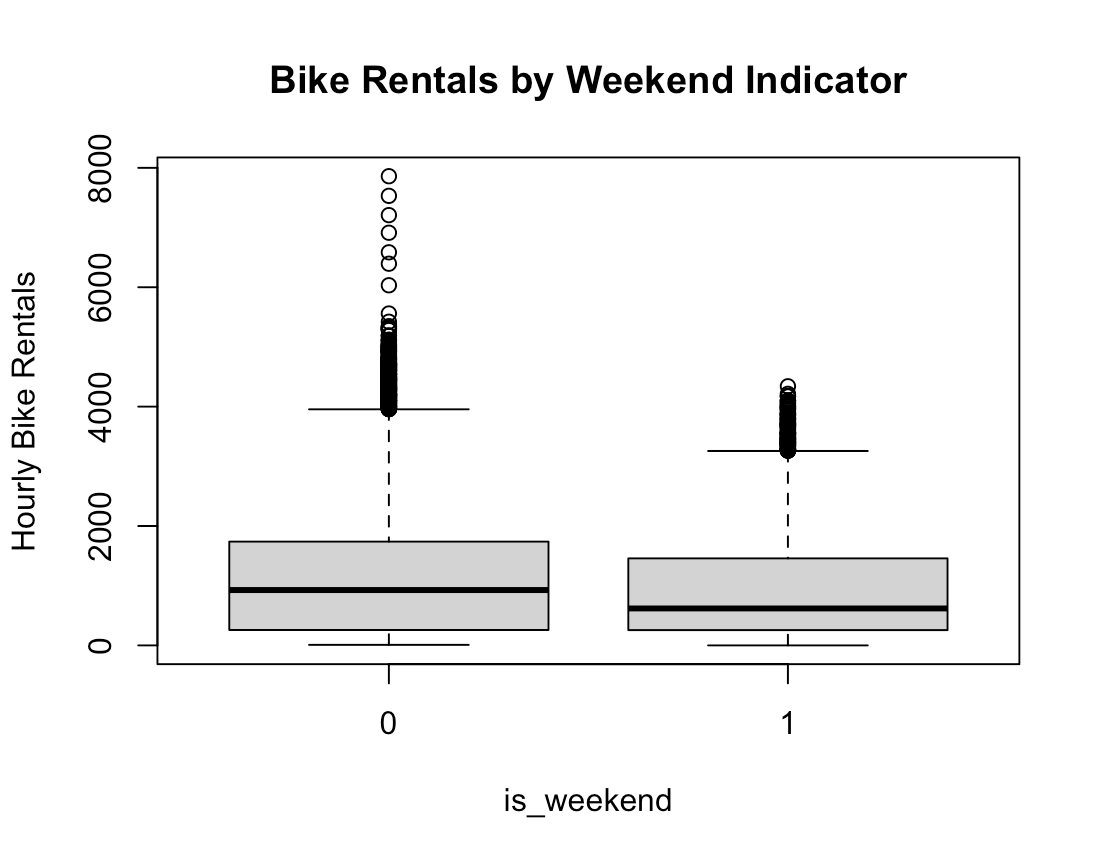 Bike Rentals by Weekend Indicator
Hourly Bike Rentals
8000
6000
4000
2000
0
0 1
is_weekend